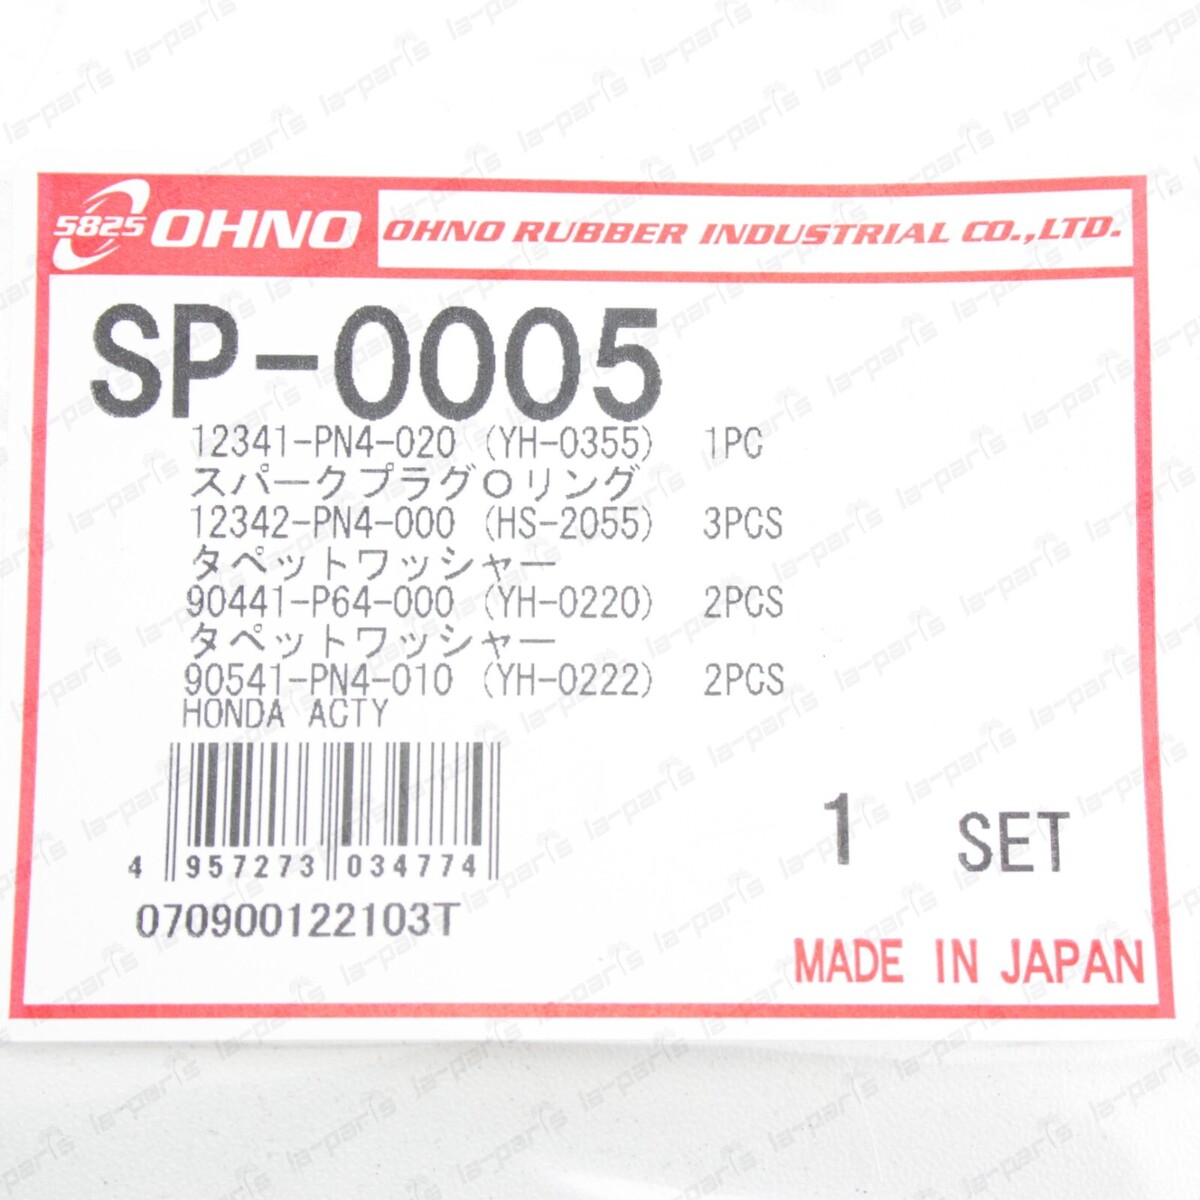 5825 OHNO OHNO RUBBER INDUSTRIAL CO.,LTD.
SP-0005
12341-PN4-020 (YH-0355) 1PC
スパークプラグOリング
12342-PN4-000 (HS-2055) 3PCS
タペットワッシャー
90441-P64-000 (YH-0220) 2PCS
タペットワッシャー
90541-PN4-010 (YH-0222) 2PCS
HONDA ACTY
1 SET
4 957273 034774
070900122103T
MADE IN JAPAN
la-parts